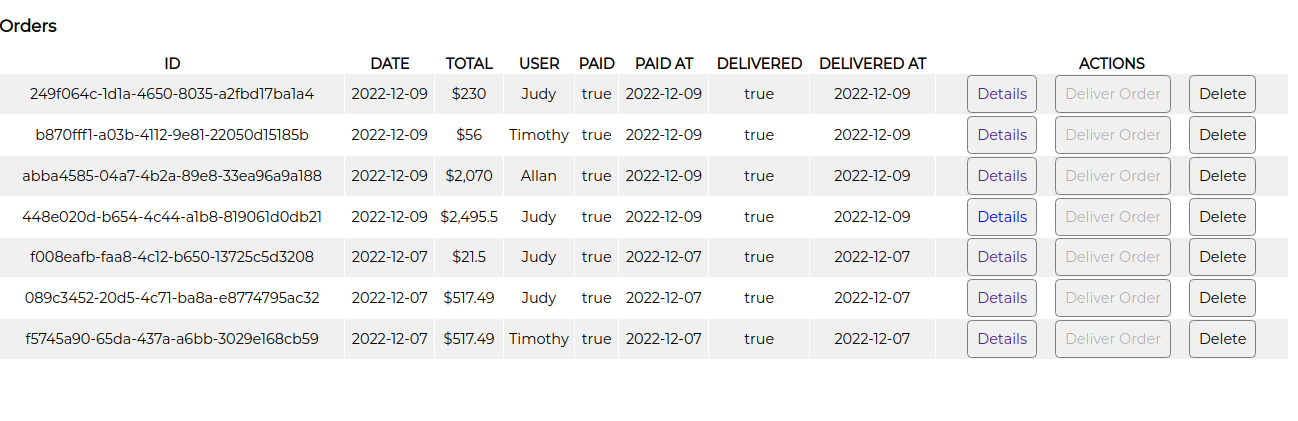 Orders
ID DATE TOTAL USER PAID PAID AT DELIVERED DELIVERED AT ACTIONS
249f064c-1d1a-4650-8035-a2fbd17ba1a4 2022-12-09 $230 Judy true 2022-12-09 true 2022-12-09 Details Deliver Order Delete
b870fff1-a03b-4112-9e81-22050d15185b 2022-12-09 $56 Timothy true 2022-12-09 true 2022-12-09 Details Deliver Order Delete
abba4585-04a7-4b2a-89e8-33ea96a9a188 2022-12-09 $2,070 Allan true 2022-12-09 true 2022-12-09 Details Deliver Order Delete
448e020d-b654-4c44-a1b8-819061d0db21 2022-12-09 $2,495.5 Judy true 2022-12-09 true 2022-12-09 Details Deliver Order Delete
f008eafb-faa8-4c12-b650-13725c5d3208 2022-12-07 $21.5 Judy true 2022-12-07 true 2022-12-07 Details Deliver Order Delete
089c3452-20d5-4c71-ba8a-e8774795ac32 2022-12-07 $517.49 Judy true 2022-12-07 true 2022-12-07 Details Deliver Order Delete
f5745a90-65da-437a-a6bb-3029e168cb59 2022-12-07 $517.49 Timothy true 2022-12-07 true 2022-12-07 Details Deliver Order Delete